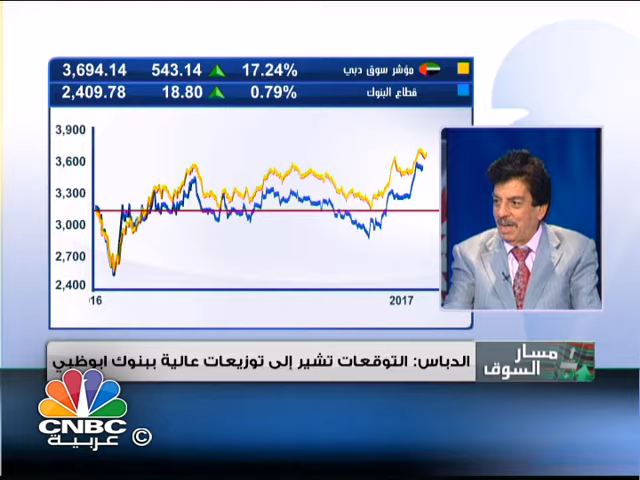 3,694.14 543.14 17.24% مؤشر سوق دبي
2,409.78 18.80 0.79% قطاع البنوك
3,900
3,600
3,300
3,000
2,700
2,400
16 2017
الدباس: التوقعات تشير إلى توزيعات عالية ببنوك ابوظبي
مسار
السوق
CNBC
عربية ©